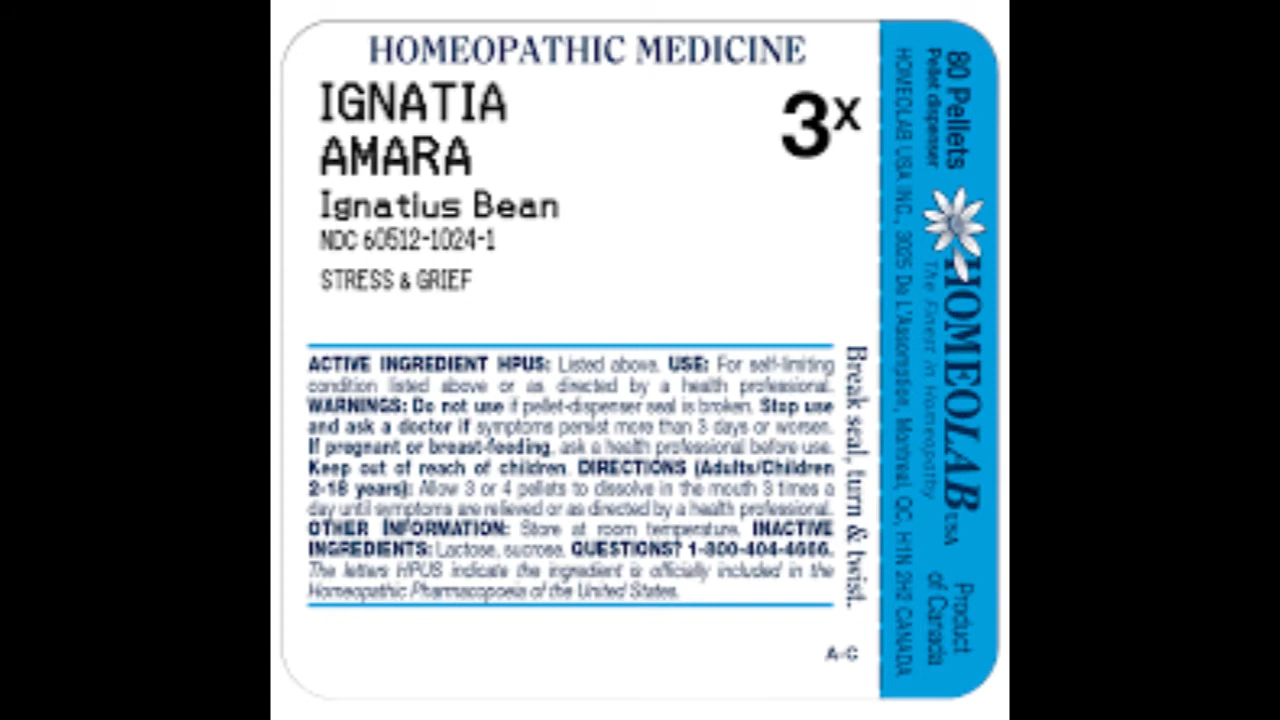 HOMEOPATHIC MEDICINE
IGNATIA
AMARA
3X
Ignatius Bean
NDC 60512-1024-1
STRESS & GRIEF
ACTIVE INGREDIENT HPUS: Listed above. USE: For self-limiting
condition listed above or as directed by a health professional.
WARNINGS: Do not use if pellet-dispenser seal is broken. Stop use
and ask a doctor if symptoms persist more than 3 days or worsen.
If pregnant or breast-feeding, ask a health professional before use.
Keep out of reach of children. DIRECTIONS (Adults/Children
2-18 years): Allow 3 or 4 pellets to dissolve in the mouth 3 times a
day until symptoms are relieved or as directed by a health professional.
OTHER INFORMATION: Store at room temperature. INACTIVE
INGREDIENTS: Lactose, sucrose. QUESTIONS? 1-800-404-4666.
The letters HPUS indicate the ingredient is officially included in the
Homeopathic Pharmacopoeia of the United States.
Break seal, turn & twist.
A-C
80 Pellets
Pellet dispenser
HOMEOLAB USA
The Finest in Homeopathy
Product
of Canada
HOMEOLAB USA INC., 3025 De L'Assomption, Montreal, QC, H1N 2H2 CANADA